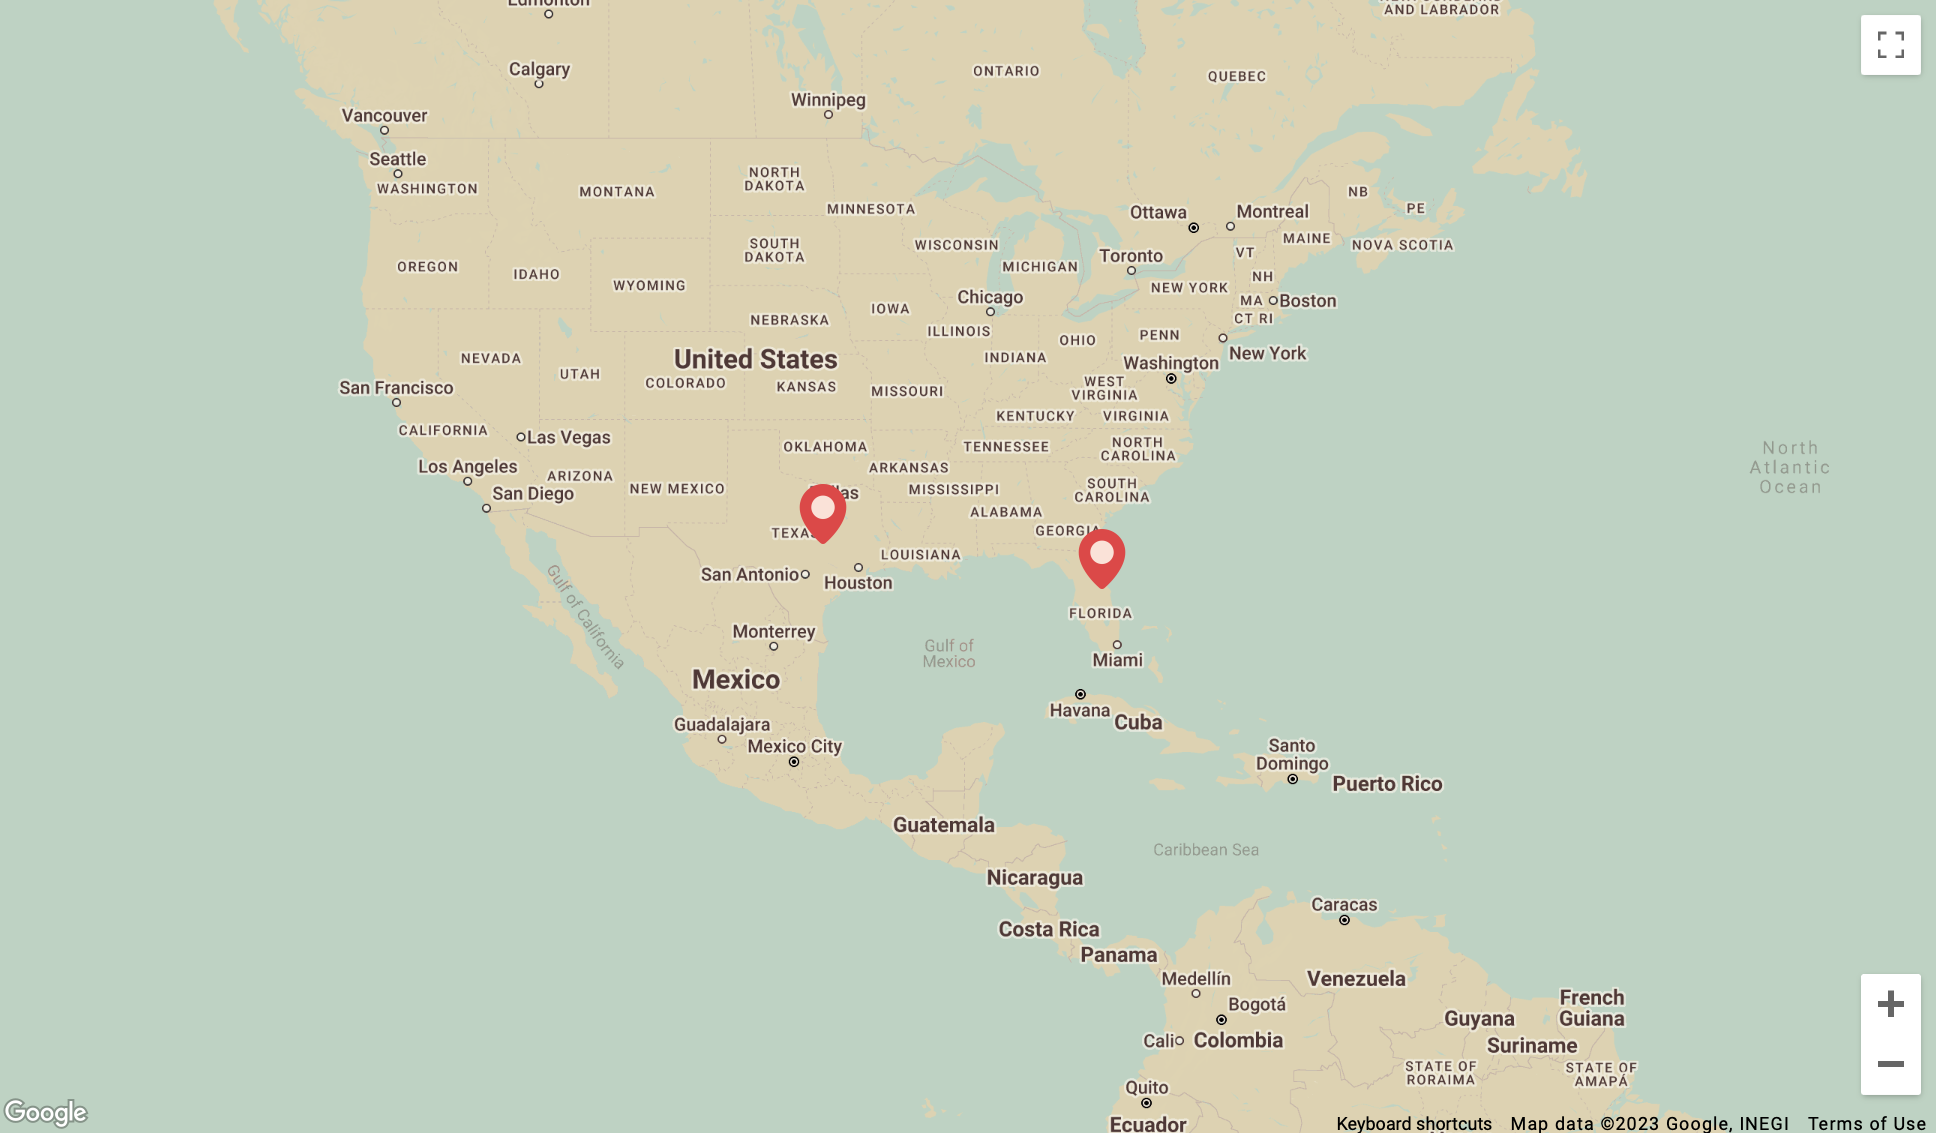 AND LABRADOR
Edmonton
Calgary
ONTARIO
QUEBEC
Winnipeg
Vancouver
Seattle
WASHINGTON
MONTANA
NORTH
DAKOTA
MINNESOTA
NB
PE
Ottawa
Montreal
MAINE
NOVA SCOTIA
WISCONSIN
SOUTH
DAKOTA
VT
Toronto
MICHIGAN
OREGON
IDAHO
WYOMING
NH
NEW YORK
Chicago
MA
Boston
IOWA
CT RI
NEBRASKA
ILLINOIS
PENN
OHIO
New York
INDIANA
NEVADA
United States
Washington
UTAH
COLORADO
KANSAS
MISSOURI
WEST
VIRGINIA
San Francisco
KENTUCKY
VIRGINIA
CALIFORNIA
Las Vegas
OKLAHOMA
TENNESSEE
NORTH
CAROLINA
North
Atlantic
Ocean
Los Angeles
ARIZONA
ARKANSAS
San Diego
NEW MEXICO
MISSISSIPPI
SOUTH
CAROLINA
ALABAMA
TEXAS
GEORGIA
LOUISIANA
San Antonio
Houston
Gulf of California
FLORIDA
Monterrey
Gulf of
Mexico
Miami
Mexico
Havana
Cuba
Guadalajara
Mexico City
Santo
Domingo
Puerto Rico
Guatemala
Caribbean Sea
Nicaragua
Caracas
Costa Rica
Panama
Medellín
Venezuela
Bogotá
French
Guiana
Guyana
Cali
Colombia
Suriname
STATE OF
RORAIMA
STATE OF
AMAPÁ
Quito
Ecuador
Google
Keyboard shortcuts
Map data ©2023 Google, INEGI
Terms of Use